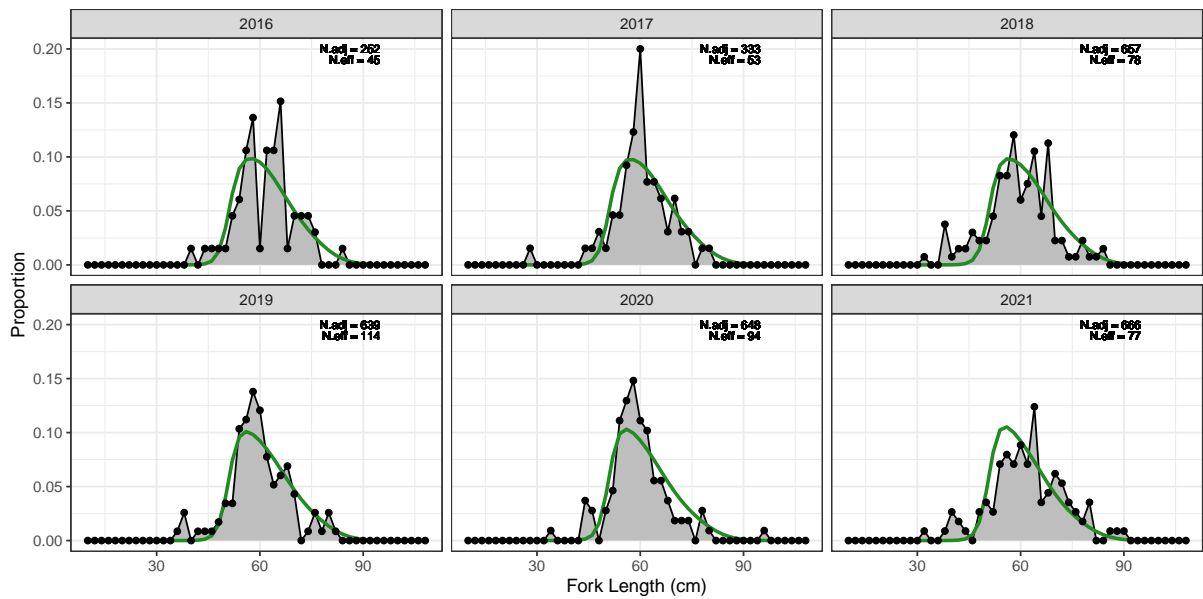 2016
2017
2018
N.adj = 252
N.eff = 45
N.adj = 333
N.eff = 53
N.adj = 657
N.eff = 78
0.20
0.15
0.10
0.05
0.00
Proportion
2019
2020
2021
N.adj = 639
N.eff = 114
N.adj = 648
N.eff = 94
N.adj = 666
N.eff = 77
0.20
0.15
0.10
0.05
0.00
30 60 90
30 60 90
30 60 90
Fork Length (cm)